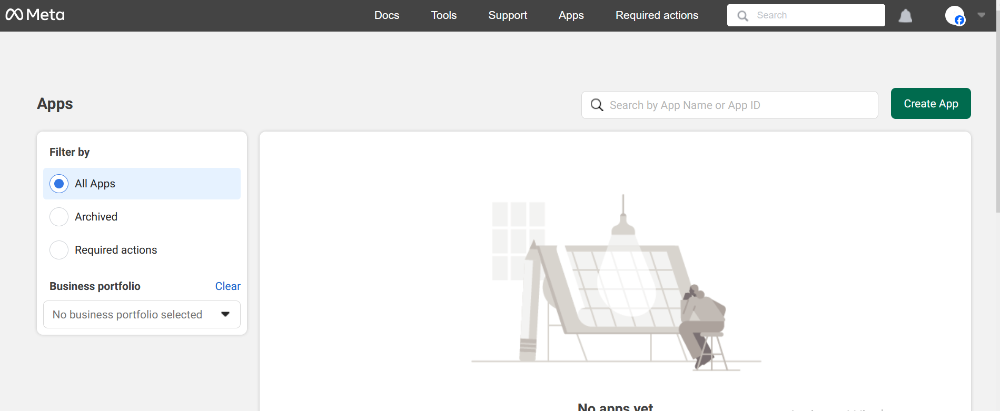 Meta
Docs Tools Support Apps Required actions Search
Apps
Search by App Name or App ID
Create App
Filter by
All Apps
Archived
Required actions
Business portfolio Clear
No business portfolio selected
No apps yet